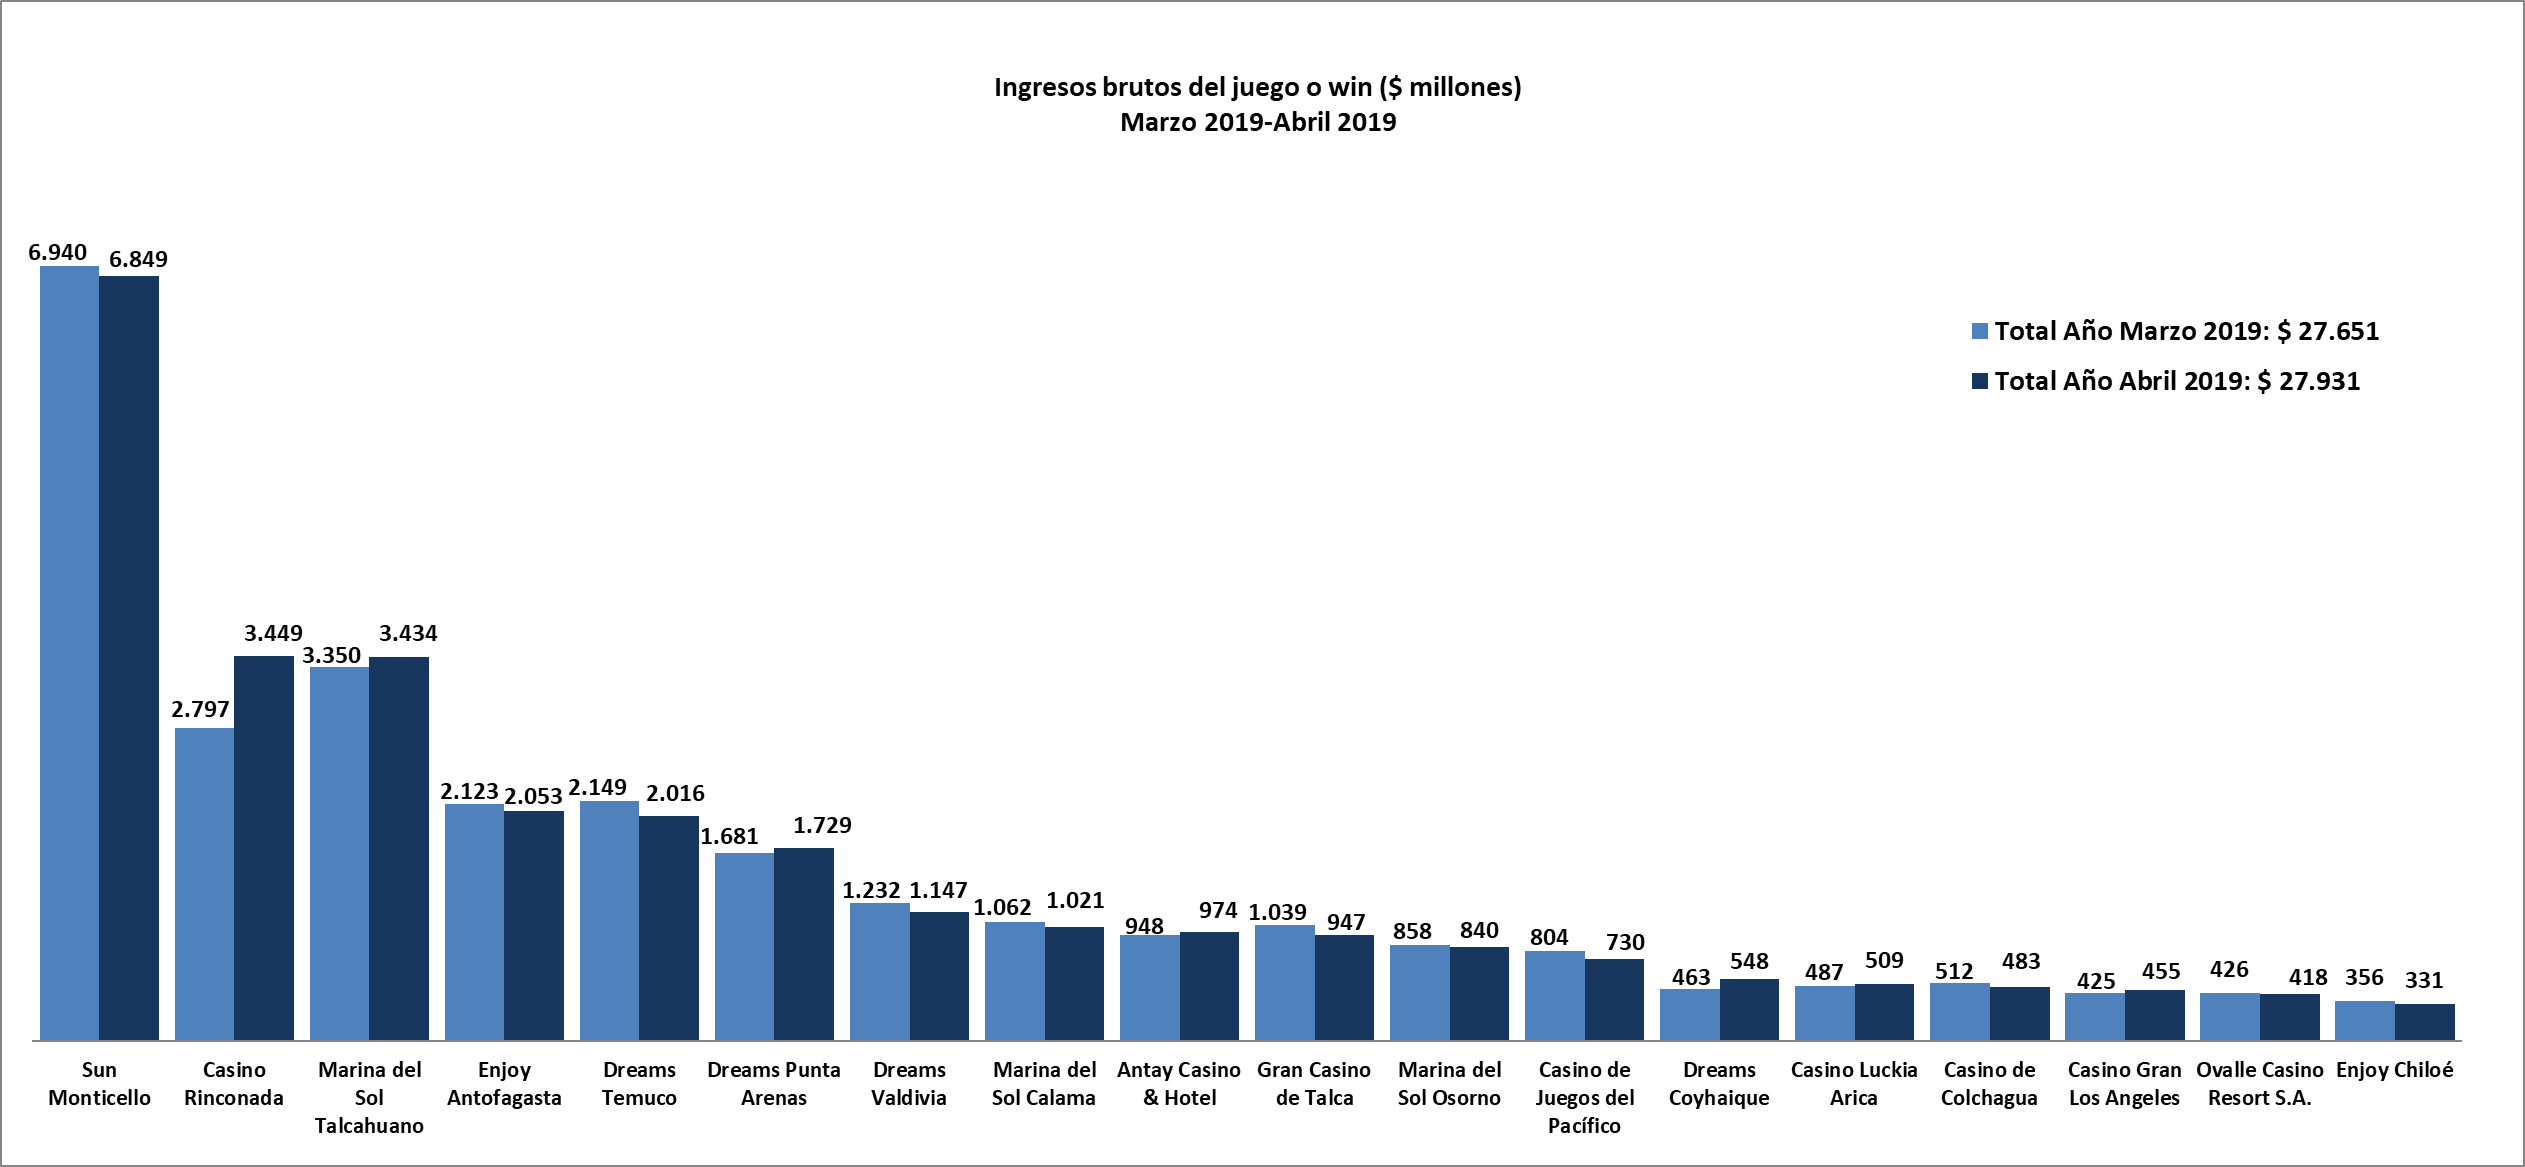 Ingresos brutos del juego o win ($ millones)
Marzo 2019-Abril 2019
Total Año Marzo 2019: $ 27.651
Total Año Abril 2019: $ 27.931
6.940
6.849
2.797
3.449
3.350
3.434
2.123
2.053
2.149
2.016
1.681
1.729
1.232
1.147
1.062
1.021
948
974
1.039
947
858
840
804
730
463
548
487
509
512
483
425
455
426
418
356
331
Sun
Monticello
Casino
Rinconada
Marina del
Sol
Talcahuano
Enjoy
Antofagasta
Dreams
Temuco
Dreams Punta
Arenas
Dreams
Valdivia
Marina del
Sol Calama
Antay Casino
& Hotel
Gran Casino
de Talca
Marina del
Sol Osorno
Casino de
Juegos del
Pacífico
Dreams
Coyhaique
Casino Luckia
Arica
Casino de
Colchagua
Casino Gran
Los Angeles
Ovalle Casino
Resort S.A.
Enjoy Chiloé